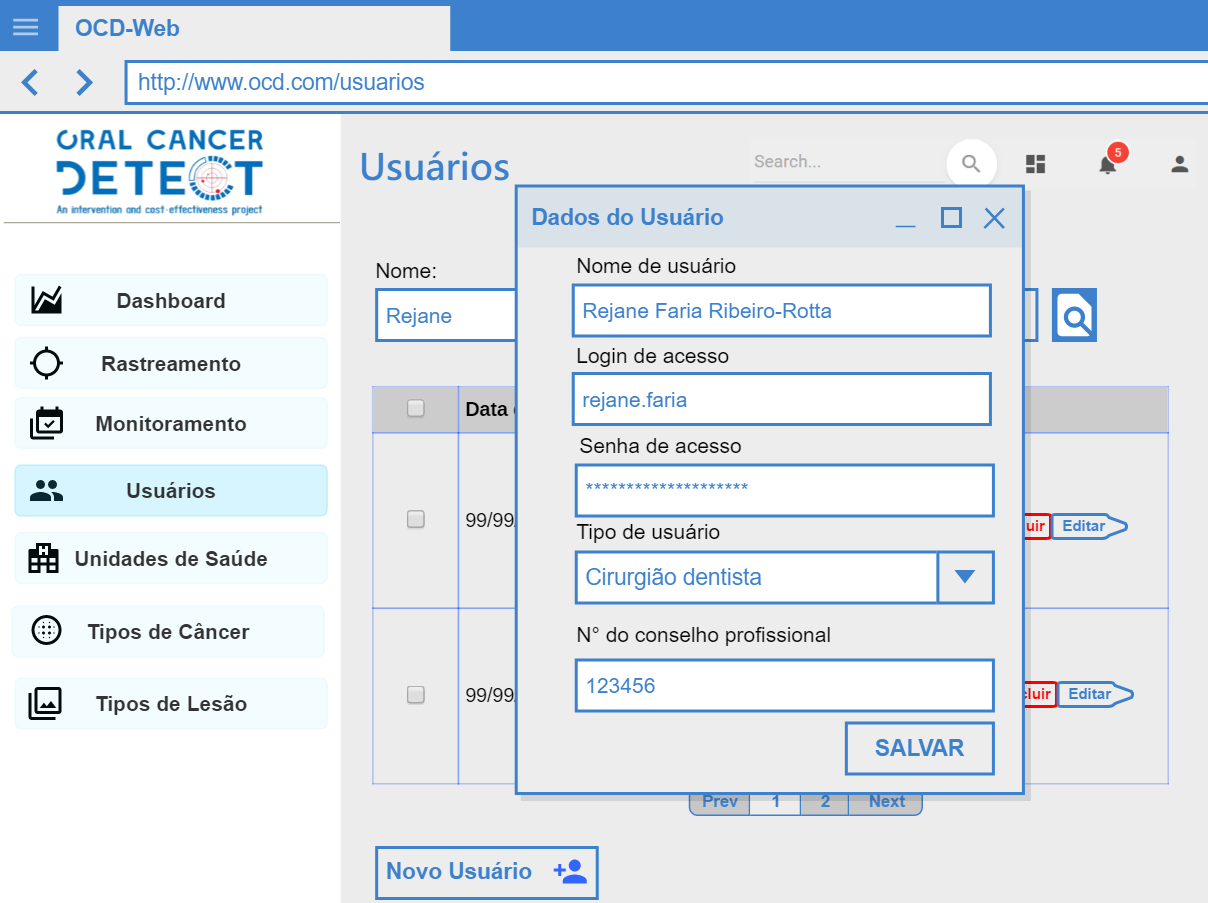 OCD-Web
http://www.ocd.com/usuarios
ORAL CANCER
DETECT
An intervention and cost-effectiveness project
Dashboard
Rastreamento
Monitoramento
Usuários
Unidades de Saúde
Tipos de Câncer
Tipos de Lesão
Usuários
Search...
5
Nome:
Rejane
Data
99/99/
uir
Editar
99/99/
luir
Editar
Dados do Usuário
Nome de usuário
Rejane Faria Ribeiro-Rotta
Login de acesso
rejane.faria
Senha de acesso
********************
Tipo de usuário
Cirurgião dentista
N° do conselho profissional
123456
SALVAR
Prev 1 2 Next
Novo Usuário